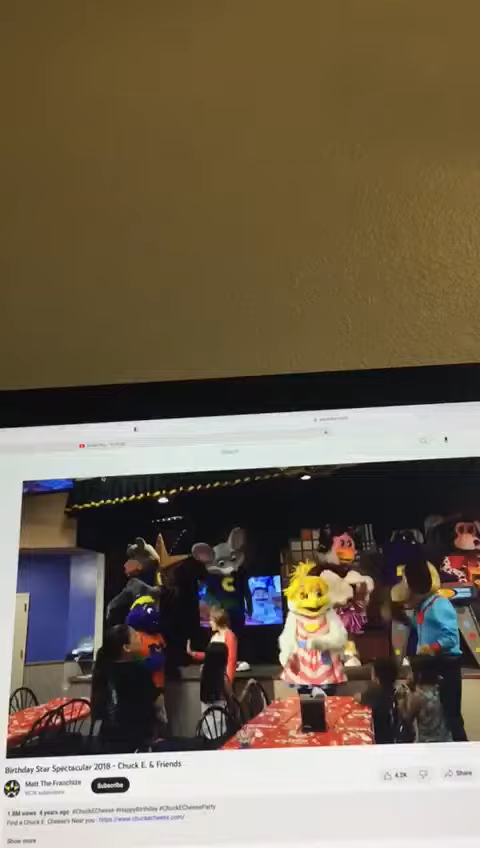 Birthday Star Spectacular 2018 - Chuck E. & Friends
Matt The Franchize
Subscribe
4.2K
Share
1.8M views 4 years ago #ChuckECheese #HappyBirthday #ChuckECheeseParty
Find a Chuck E. Cheese's Near you : https://www.chuckecheese.com/
Show more